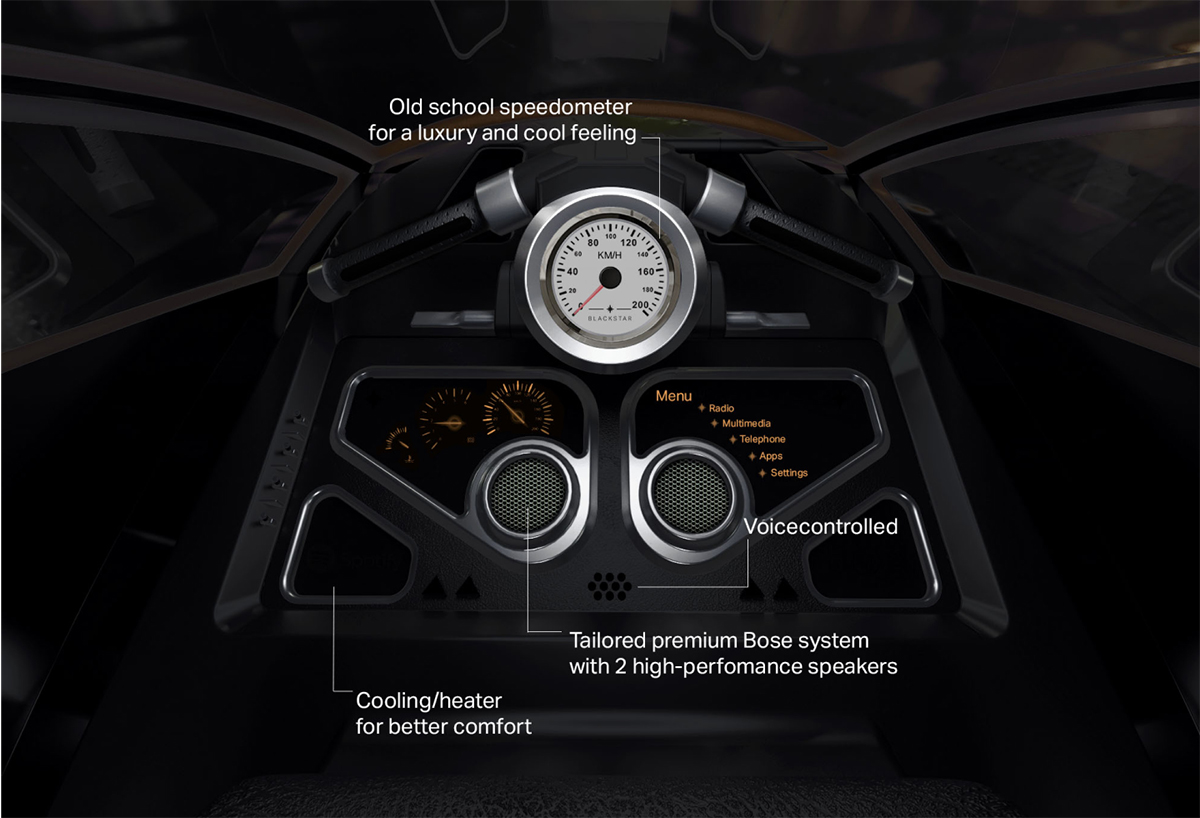 Old school speedometer
for a luxury and cool feeling
80 100 120
60 KM/H 140
40 160
20 180
0 200
BLACKSTAR
Menu
Radio
Multimedia
Telephone
Apps
Settings
Voicecontrolled
Tailored premium Bose system
with 2 high-perfomance speakers
Cooling/heater
for better comfort